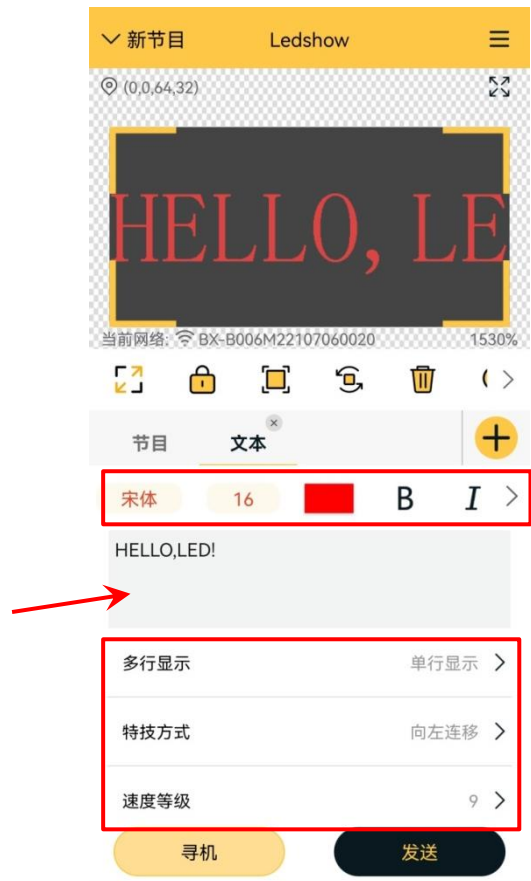 新节目 Ledshow
(0,0,64,32)
HELLO, LE
当前网络: BX-B006M22107060020 1530%
节目 文本
宋体 16 B I
HELLO,LED!
多行显示 单行显示
特技方式 向左连移
速度等级 9
寻机 发送